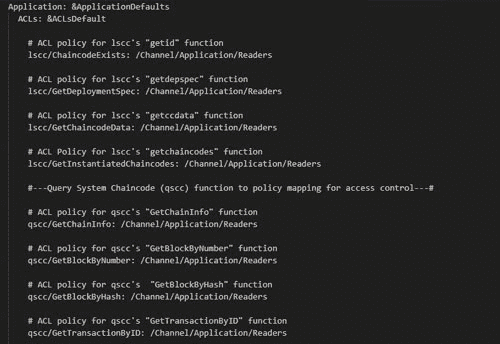 Application: &ApplicationDefaults
ACLs: &ACLsDefault
# ACL policy for lscc's "getid" function
lscc/ChaincodeExists: /Channel/Application/Readers
# ACL policy for lscc's "getdepspec" function
lscc/GetDeploymentSpec: /Channel/Application/Readers
# ACL policy for lscc's "getccdata" function
lscc/GetChaincodeData: /Channel/Application/Readers
# ACL Policy for lscc's "getchaincodes" function
lscc/GetInstantiatedChaincodes: /Channel/Application/Readers
#---Query System Chaincode (qscc) function to policy mapping for access control---#
# ACL policy for qscc's "GetChainInfo" function
qscc/GetChainInfo: /Channel/Application/Readers
# ACL policy for qscc's "GetBlockByNumber" function
qscc/GetBlockByNumber: /Channel/Application/Readers
# ACL policy for qscc's  "GetBlockByHash" function
qscc/GetBlockByHash: /Channel/Application/Readers
# ACL policy for qscc's "GetTransactionByID" function
qscc/GetTransactionByID: /Channel/Application/Readers